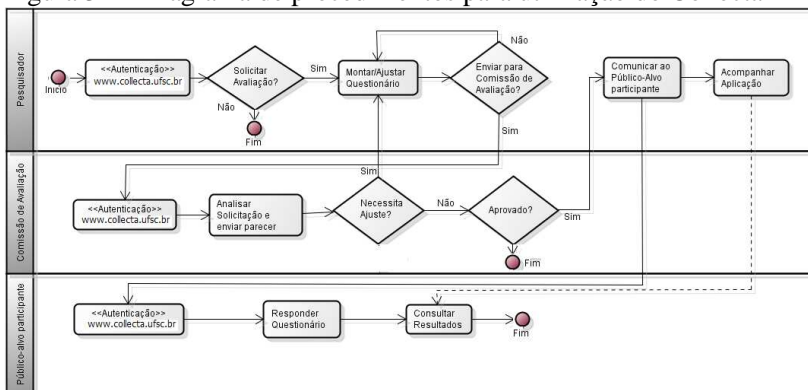 Pesquisador
Início
<<Autenticação>>
www.collecta.ufsc.br
Solicitar
Avaliação?
Sim
Não
Fim
Montar/Ajustar
Questionário
Não
Enviar para
Comissão de
Avaliação?
Sim
Comunicar ao
Público-Alvo
participante
Acompanhar
Aplicação
Comissão de Avaliação
<<Autenticação>>
www.collecta.ufsc.br
Analisar
Solicitação e
enviar parecer
Sim
Necessita
Ajuste?
Não
Aprovado?
Sim
Fim
Público-alvo participante
<<Autenticação>>
www.collecta.ufsc.br
Responder
Questionário
Consultar
Resultados
Fim